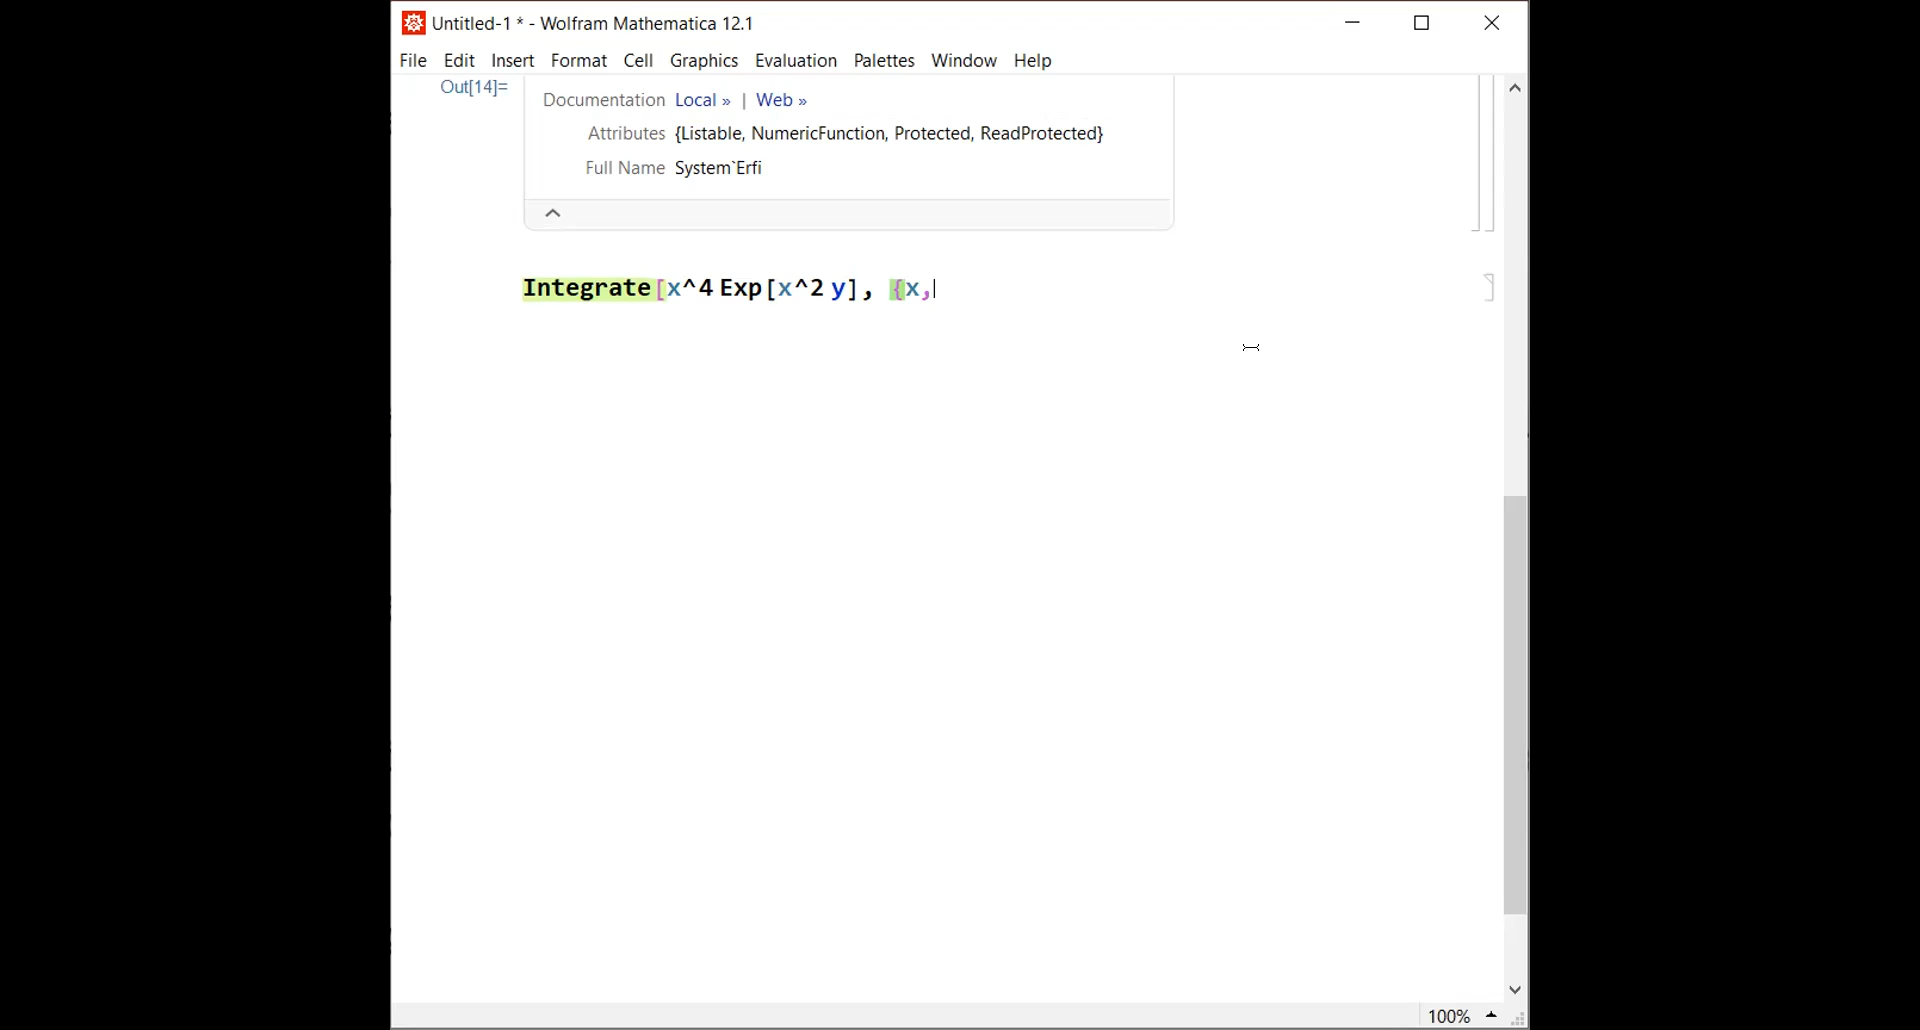 Untitled-1 * - Wolfram Mathematica 12.1
File Edit Insert Format Cell Graphics Evaluation Palettes Window Help
Out[14]=
Documentation Local » | Web »
Attributes {Listable, NumericFunction, Protected, ReadProtected}
Full Name System`Erfi
Integrate[x^4 Exp[x^2 y], {x,
100%